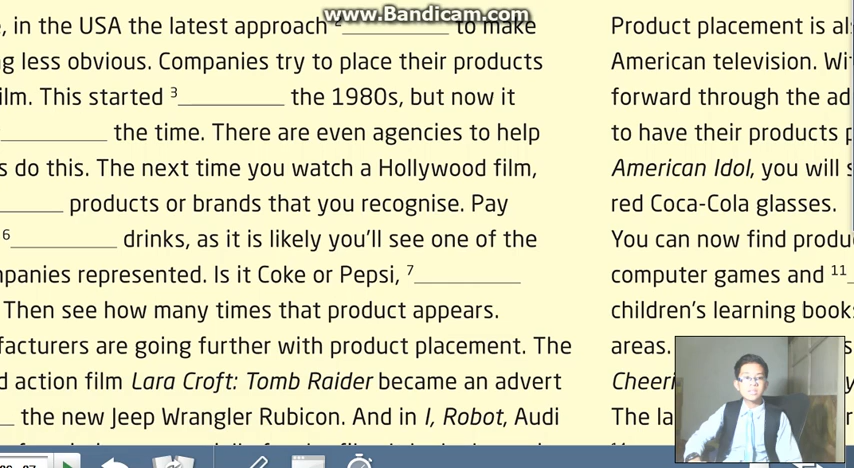 www.Bandicam.com
, in the USA the latest approach to make
g less obvious. Companies try to place their products
ilm. This started 3 the 1980s, but now it
the time. There are even agencies to help
s do this. The next time you watch a Hollywood film,
products or brands that you recognise. Pay
6 drinks, as it is likely you'll see one of the
panies represented. Is it Coke or Pepsi, 7
Then see how many times that product appears.
facturers are going further with product placement. The
d action film Lara Croft: Tomb Raider became an advert
the new Jeep Wrangler Rubicon. And in I, Robot, Audi
Product placement is al
American television. Wi
forward through the ad
to have their products p
American Idol, you will s
red Coca-Cola glasses.
You can now find produ
computer games and 11
children's learning book
areas.
Cheeri
The la